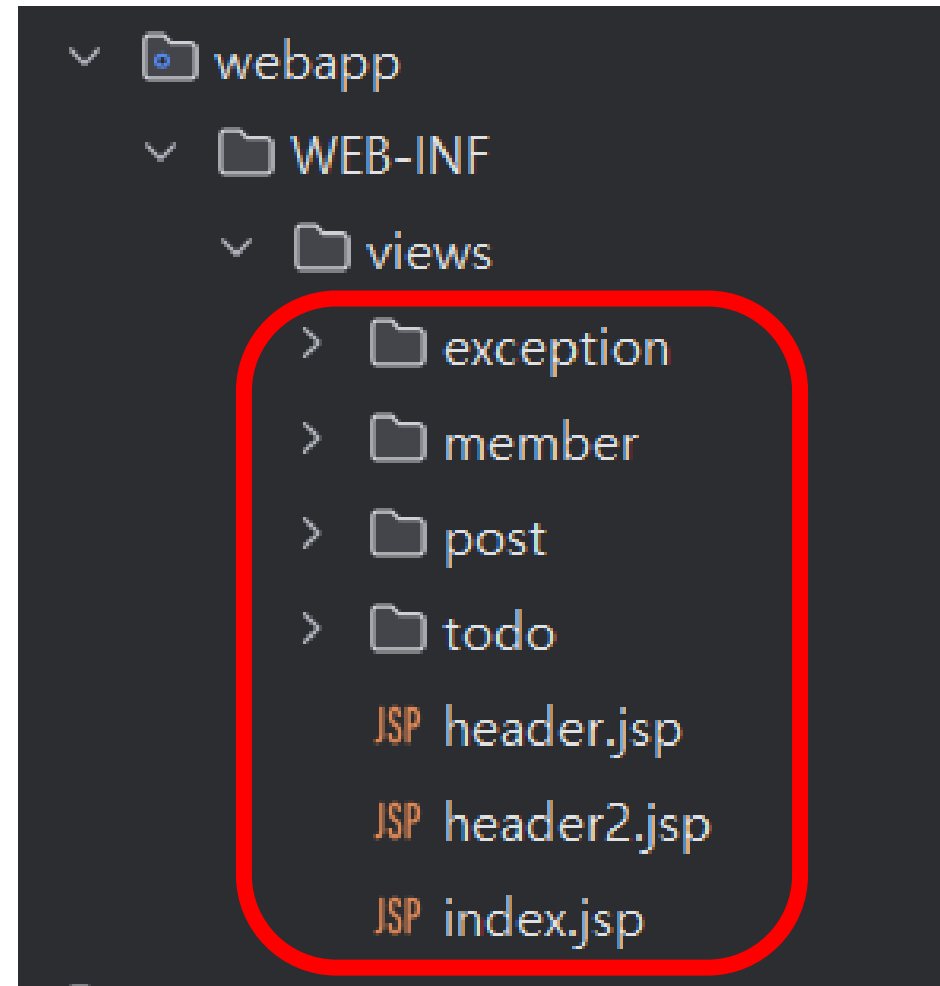 webapp
WEB-INF
views
exception
member
post
todo
JSP header.jsp
JSP header2.jsp
JSP index.jsp